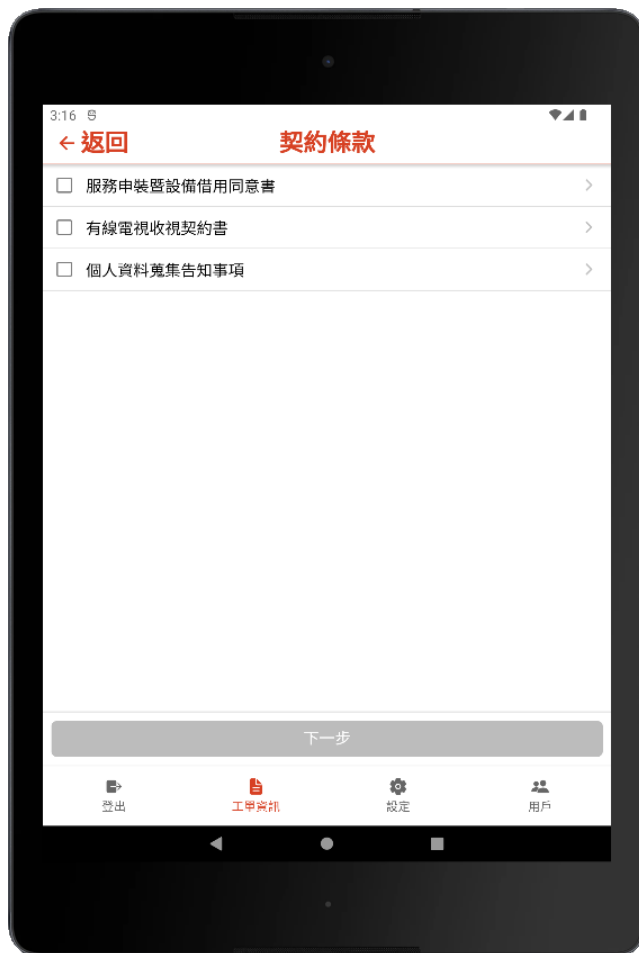 3:16
返回
契約條款
服務申裝暨設備借用同意書
有線電視收視契約書
個人資料蒐集告知事項
下一步
登出
工單資訊
設定
用戶